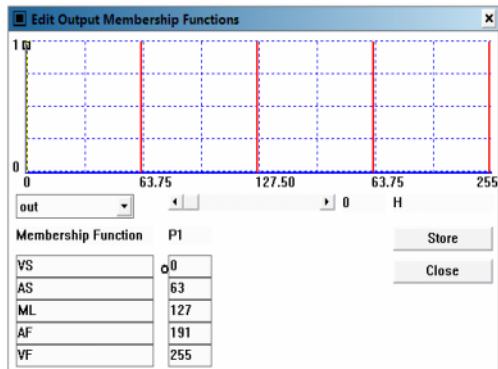 Edit Output Membership Functions
1
0
0 63.75 127.50 63.75 255
out 0 H
Membership Function P1 Store
Close
VS 0
AS 63
ML 127
AF 191
VF 255